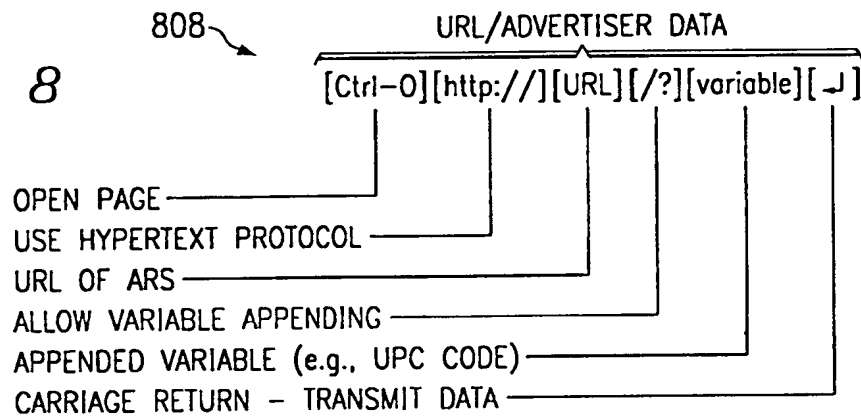 808
URL/ADVERTISER DATA
8
[Ctrl-O][http://][URL][/?][variable][↵]
OPEN PAGE
USE HYPERTEXT PROTOCOL
URL OF ARS
ALLOW VARIABLE APPENDING
APPENDED VARIABLE (e.g., UPC CODE)
CARRIAGE RETURN - TRANSMIT DATA